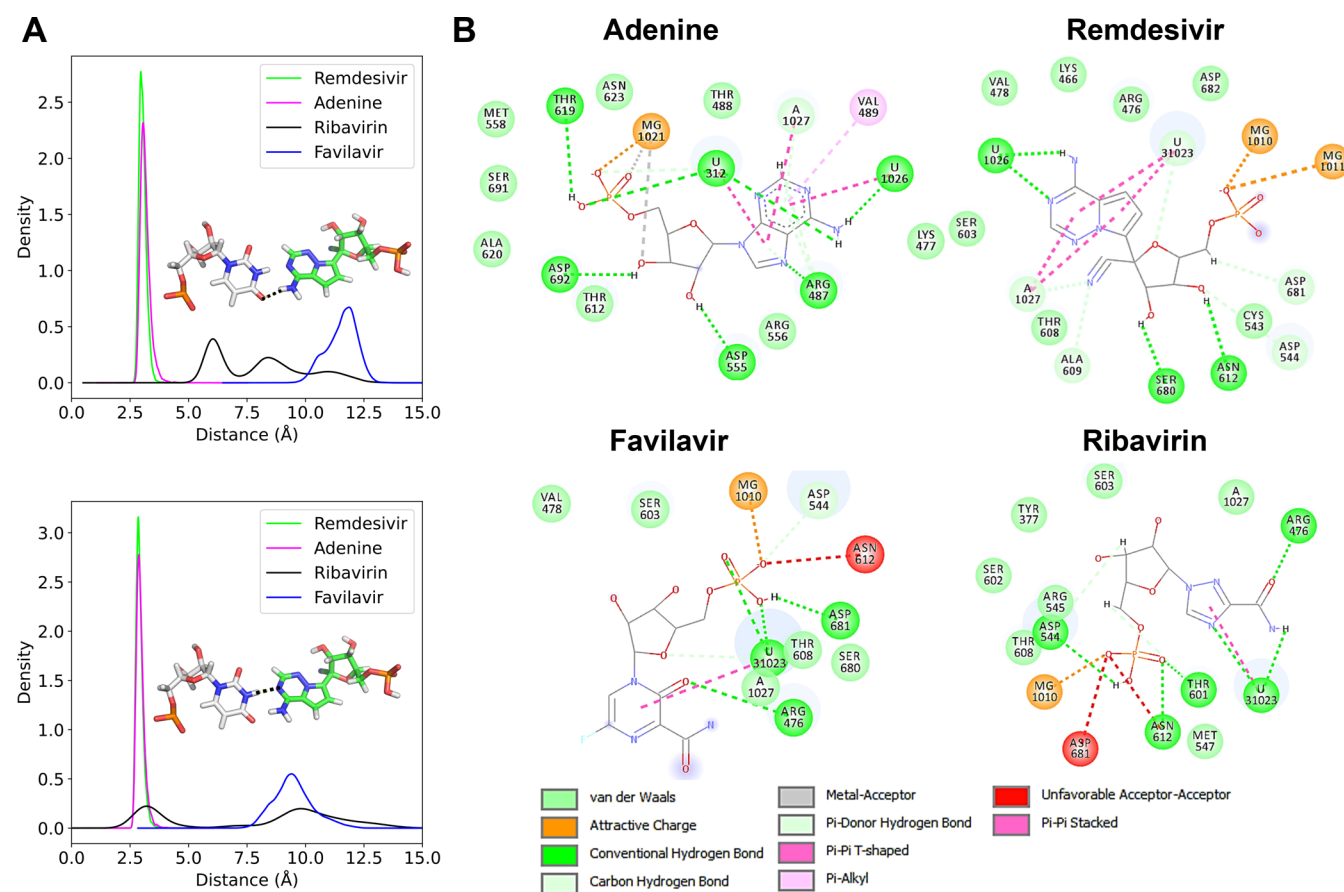 A
B
Adenine
Remdesivir
Remdesivir
Adenine
Ribavirin
Favilavir
Density
2.5
2.0
1.5
1.0
0.5
0.0
0.0 2.5 5.0 7.5 10.0 12.5 15.0
Distance (Å)
Remdesivir
Adenine
Ribavirin
Favilavir
Density
3.0
2.5
2.0
1.5
1.0
0.5
0.0
0.0 2.5 5.0 7.5 10.0 12.5 15.0
Distance (Å)
MET
558
THR
619
ASN
623
MG
1021
THR
488
A
1027
VAL
489
SER
691
U
312
U
1026
ALA
620
ASP
692
THR
612
ARG
487
LYS
477
SER
603
ARG
556
ASP
555
O
O
P
O
O
O
O
O
H
H
H
H
H
H
N
N
N
N
N
VAL
478
LYS
466
ARG
476
ASP
682
U
31023
MG
1010
MG
1011
U
1026
A
1027
THR
608
ALA
609
SER
680
ASN
612
CYS
543
ASP
544
ASP
681
H
N
N
N
N
N
O
O
O
O
O
O
O
P
H
H
H
Favilavir
Ribavirin
VAL
478
SER
603
MG
1010
ASP
544
ASN
612
ASP
681
U
31023
THR
608
SER
680
A
1027
ARG
476
O
O
O
O
O
O
O
O
O
P
H
N
N
N
F
SER
603
TYR
377
A
1027
ARG
476
SER
602
ARG
545
ASP
544
THR
608
MG
1010
ASP
681
ASN
612
THR
601
MET
547
U
31023
O
O
O
O
O
O
O
O
P
H
H
H
H
N
N
N
N
van der Waals
Attractive Charge
Conventional Hydrogen Bond
Carbon Hydrogen Bond
Metal-Acceptor
Pi-Donor Hydrogen Bond
Pi-Pi T-shaped
Pi-Alkyl
Unfavorable Acceptor-Acceptor
Pi-Pi Stacked